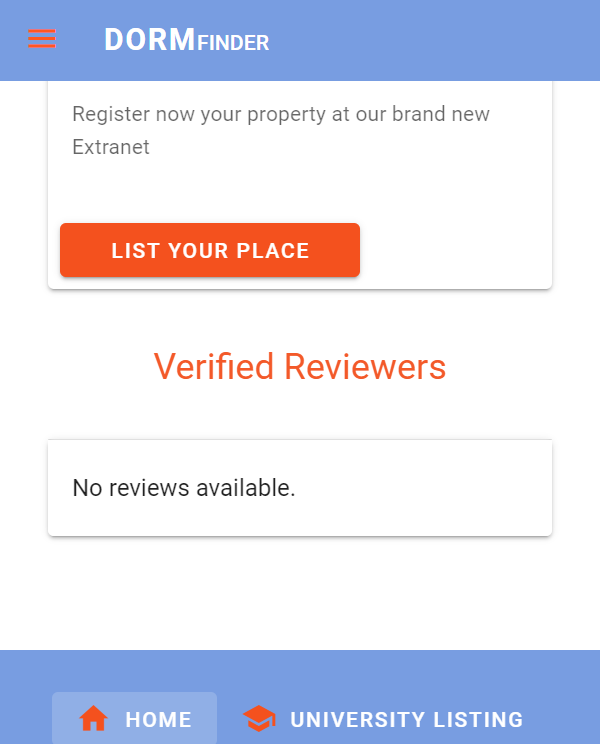 DORMFINDER
Register now your property at our brand new
Extranet
LIST YOUR PLACE
Verified Reviewers
No reviews available.
HOME UNIVERSITY LISTING